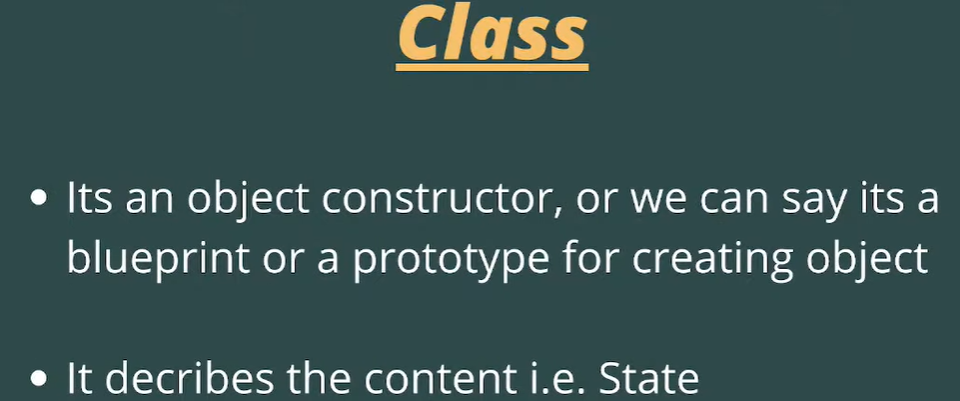 Class
• Its an object constructor, or we can say its a
blueprint or a prototype for creating object
• It decribes the content i.e. State